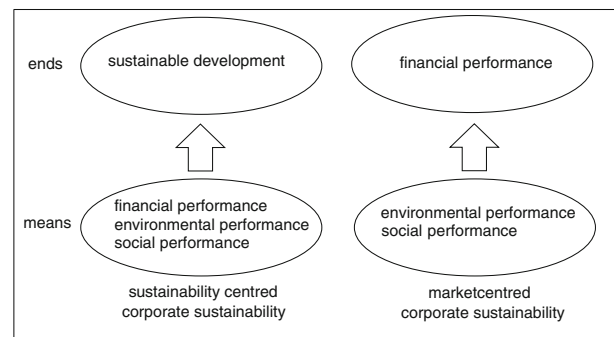 ends
sustainable development
financial performance
means
financial performance
environmental performance
social performance
environmental performance
social performance
sustainability centred
corporate sustainability
marketcentred
corporate sustainability